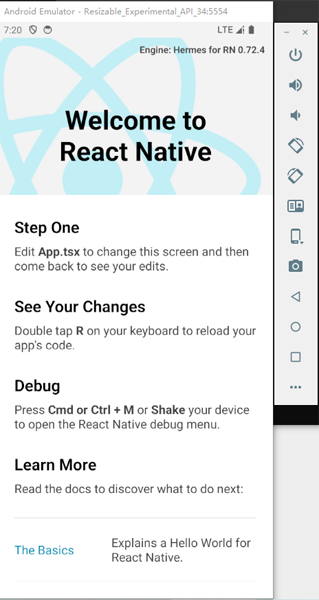 Android Emulator - Resizable_Experimental_API_34:5554
7:20
LTE
Engine: Hermes for RN 0.72.4
Welcome to
React Native
Step One
Edit App.tsx to change this screen and then
come back to see your edits.
See Your Changes
Double tap R on your keyboard to reload your
app's code.
Debug
Press Cmd or Ctrl + M or Shake your device
to open the React Native debug menu.
Learn More
Read the docs to discover what to do next:
The Basics
Explains a Hello World for
React Native.